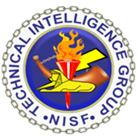 TECHNICAL INTELLIGENCE GROUP
* NISF *